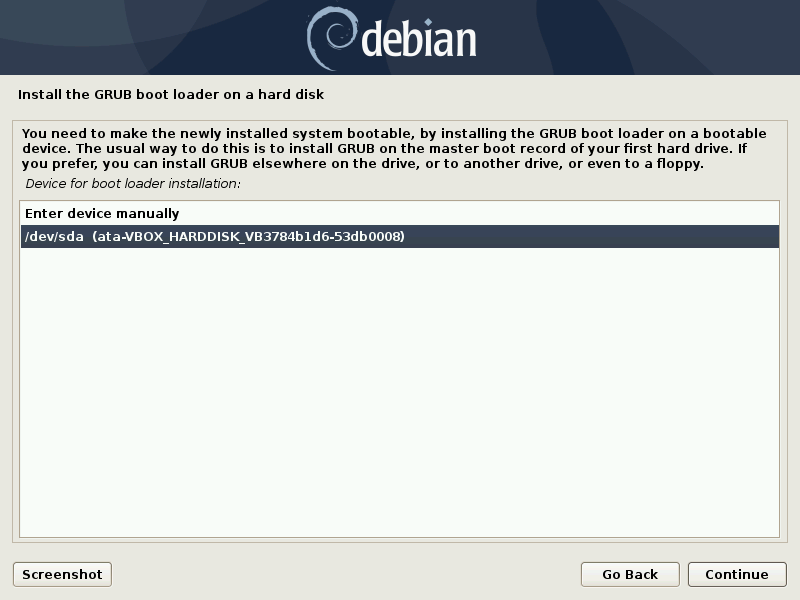 debian
Install the GRUB boot loader on a hard disk
You need to make the newly installed system bootable, by installing the GRUB boot loader on a bootable
device. The usual way to do this is to install GRUB on the master boot record of your first hard drive. If
you prefer, you can install GRUB elsewhere on the drive, or to another drive, or even to a floppy.
Device for boot loader installation:
Enter device manually
/dev/sda  (ata-VBOX_HARDDISK_VB3784b1d6-53db0008)
Screenshot
Go Back
Continue